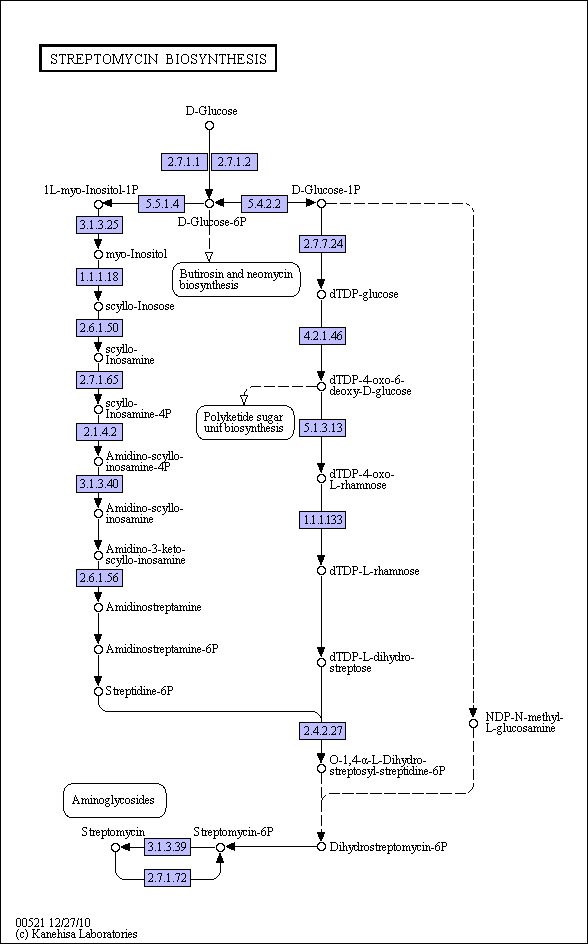 STREPTOMYCIN BIOSYNTHESIS
D-Glucose
2.7.1.1
2.7.1.2
1L-myo-Inositol-1P
5.5.1.4
D-Glucose-6P
5.4.2.2
D-Glucose-1P
3.1.3.25
2.7.7.24
myo-Inositol
Butirosin and neomycin
biosynthesis
1.1.1.18
dTDP-glucose
scyllo-Inosose
2.6.1.50
4.2.1.46
scyllo-
Inosamine
2.7.1.65
dTDP-4-oxo-6-
deoxy-D-glucose
scyllo-
Inosamine-4P
Polyketide sugar
unit biosynthesis
2.1.4.2
5.1.3.13
Amidino-scyllo-
inosamine-4P
3.1.3.40
dTDP-4-oxo-
L-rhamnose
Amidino-scyllo-
inosamine
1.1.1.133
Amidino-3-keto-
scyllo-inosamine
2.6.1.56
dTDP-L-rhamnose
Amidinostreptamine
Amidinostreptamine-6P
dTDP-L-dihydro-
streptose
Streptidine-6P
2.4.2.27
NDP-N-methyl-
L-glucosamine
O-1,4-α-L-Dihydro-
streptosyl-streptidine-6P
Aminoglycosides
Streptomycin
3.1.3.39
Streptomycin-6P
Dihydrostreptomycin-6P
2.7.1.72
00521 12/27/10
(c) Kanehisa Laboratories